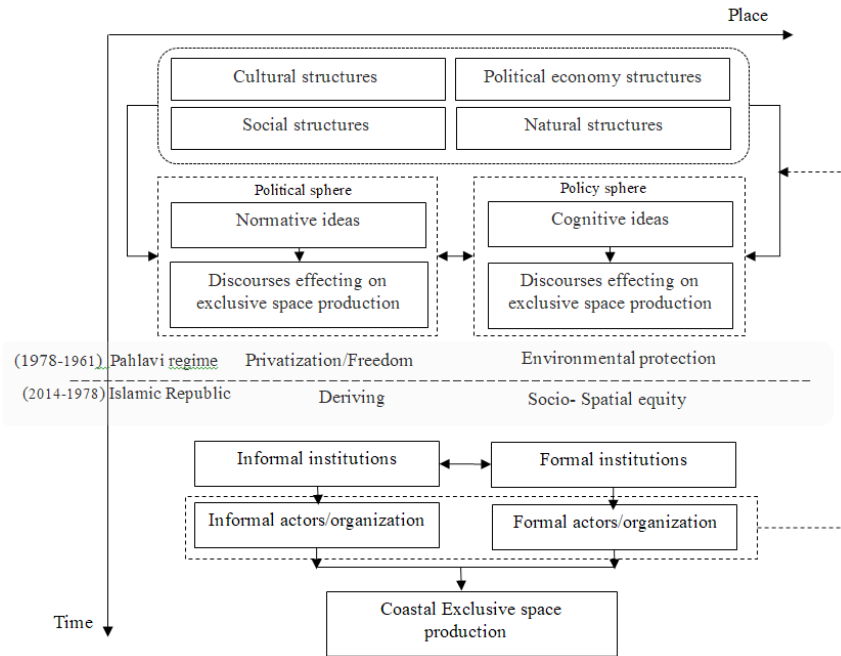 Place
Cultural structures
Political economy structures
Social structures
Natural structures
Political sphere
Policy sphere
Normative ideas
Cognitive ideas
Discourses effecting on
exclusive space production
Discourses effecting on
exclusive space production
(1978-1961) Pahlavi regime Privatization/Freedom Environmental protection
(2014-1978) Islamic Republic Deriving Socio- Spatial equity
Informal institutions
Formal institutions
Informal actors/organization
Formal actors/organization
Coastal Exclusive space
production
Time